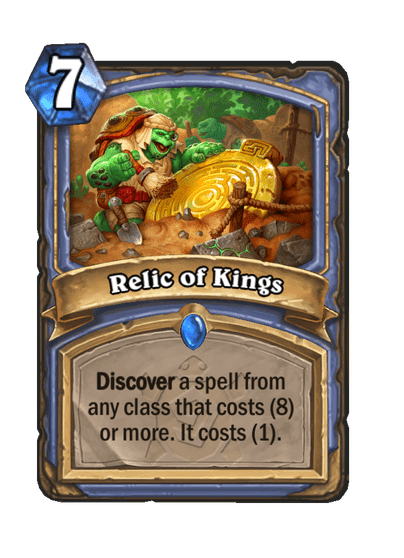 7
Relic of Kings
Discover a spell from
any class that costs (8)
or more. It costs (1).